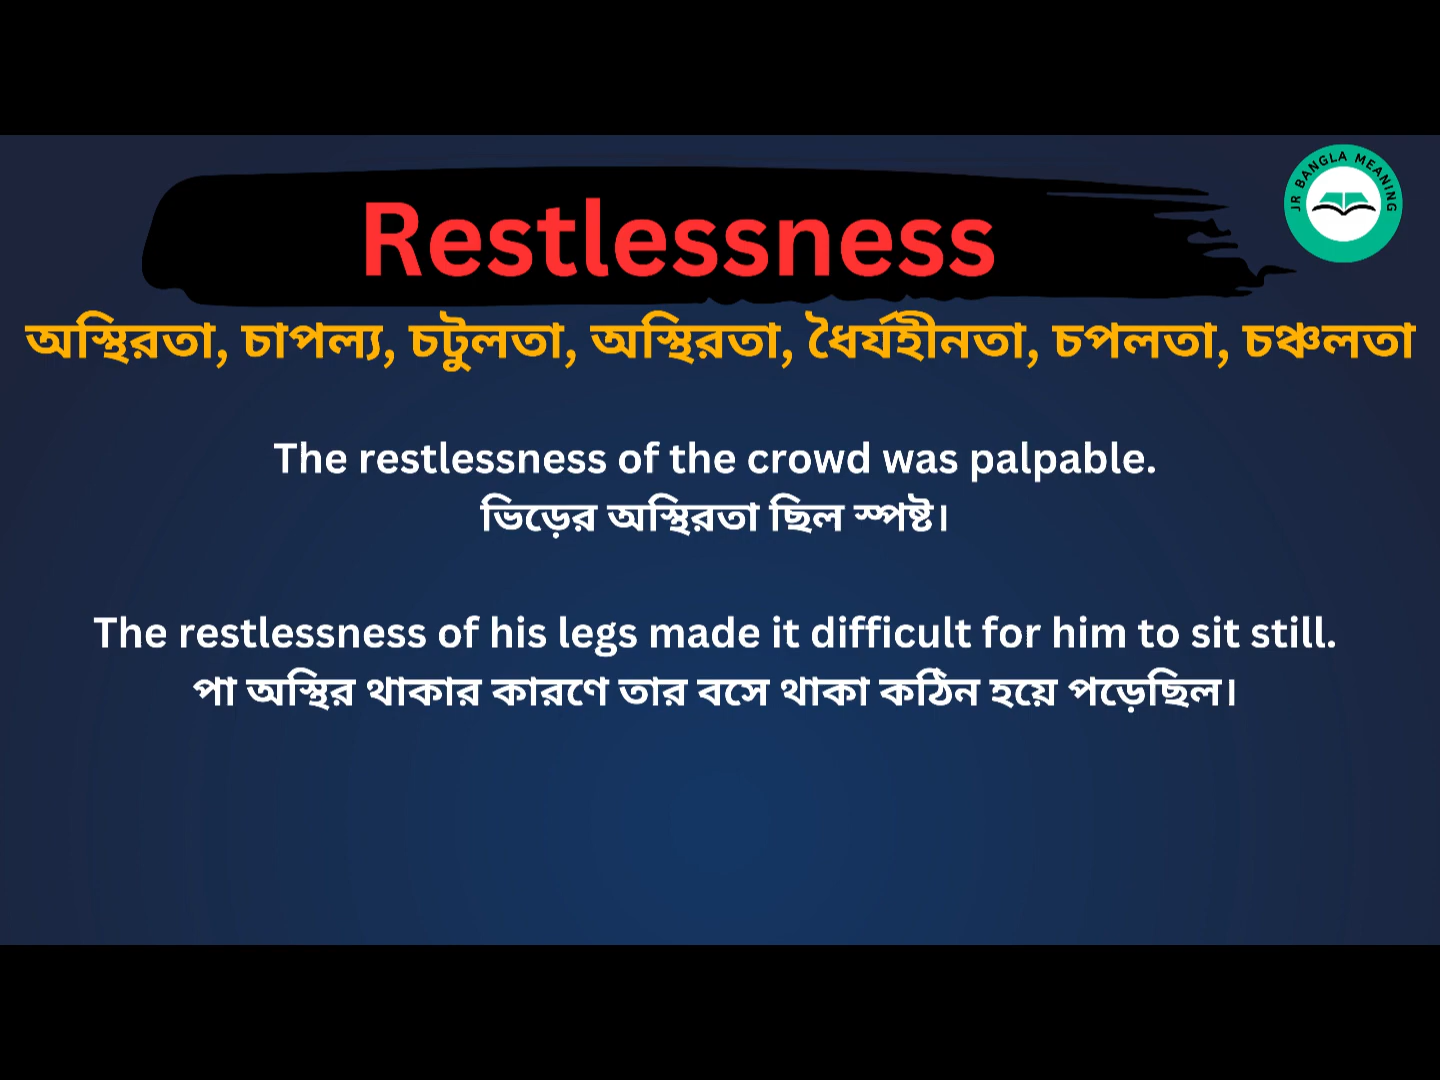 JR BANGLA MEANING
Restlessness
অস্থিরতা, চাপল্য, চটুলতা, অস্থিরতা, ধৈর্যহীনতা, চপলতা, চঞ্চলতা
The restlessness of the crowd was palpable.
ভিড়ের অস্থিরতা ছিল স্পষ্ট।
The restlessness of his legs made it difficult for him to sit still.
পা অস্থির থাকার কারণে তার বসে থাকা কঠিন হয়ে পড়েছিল।